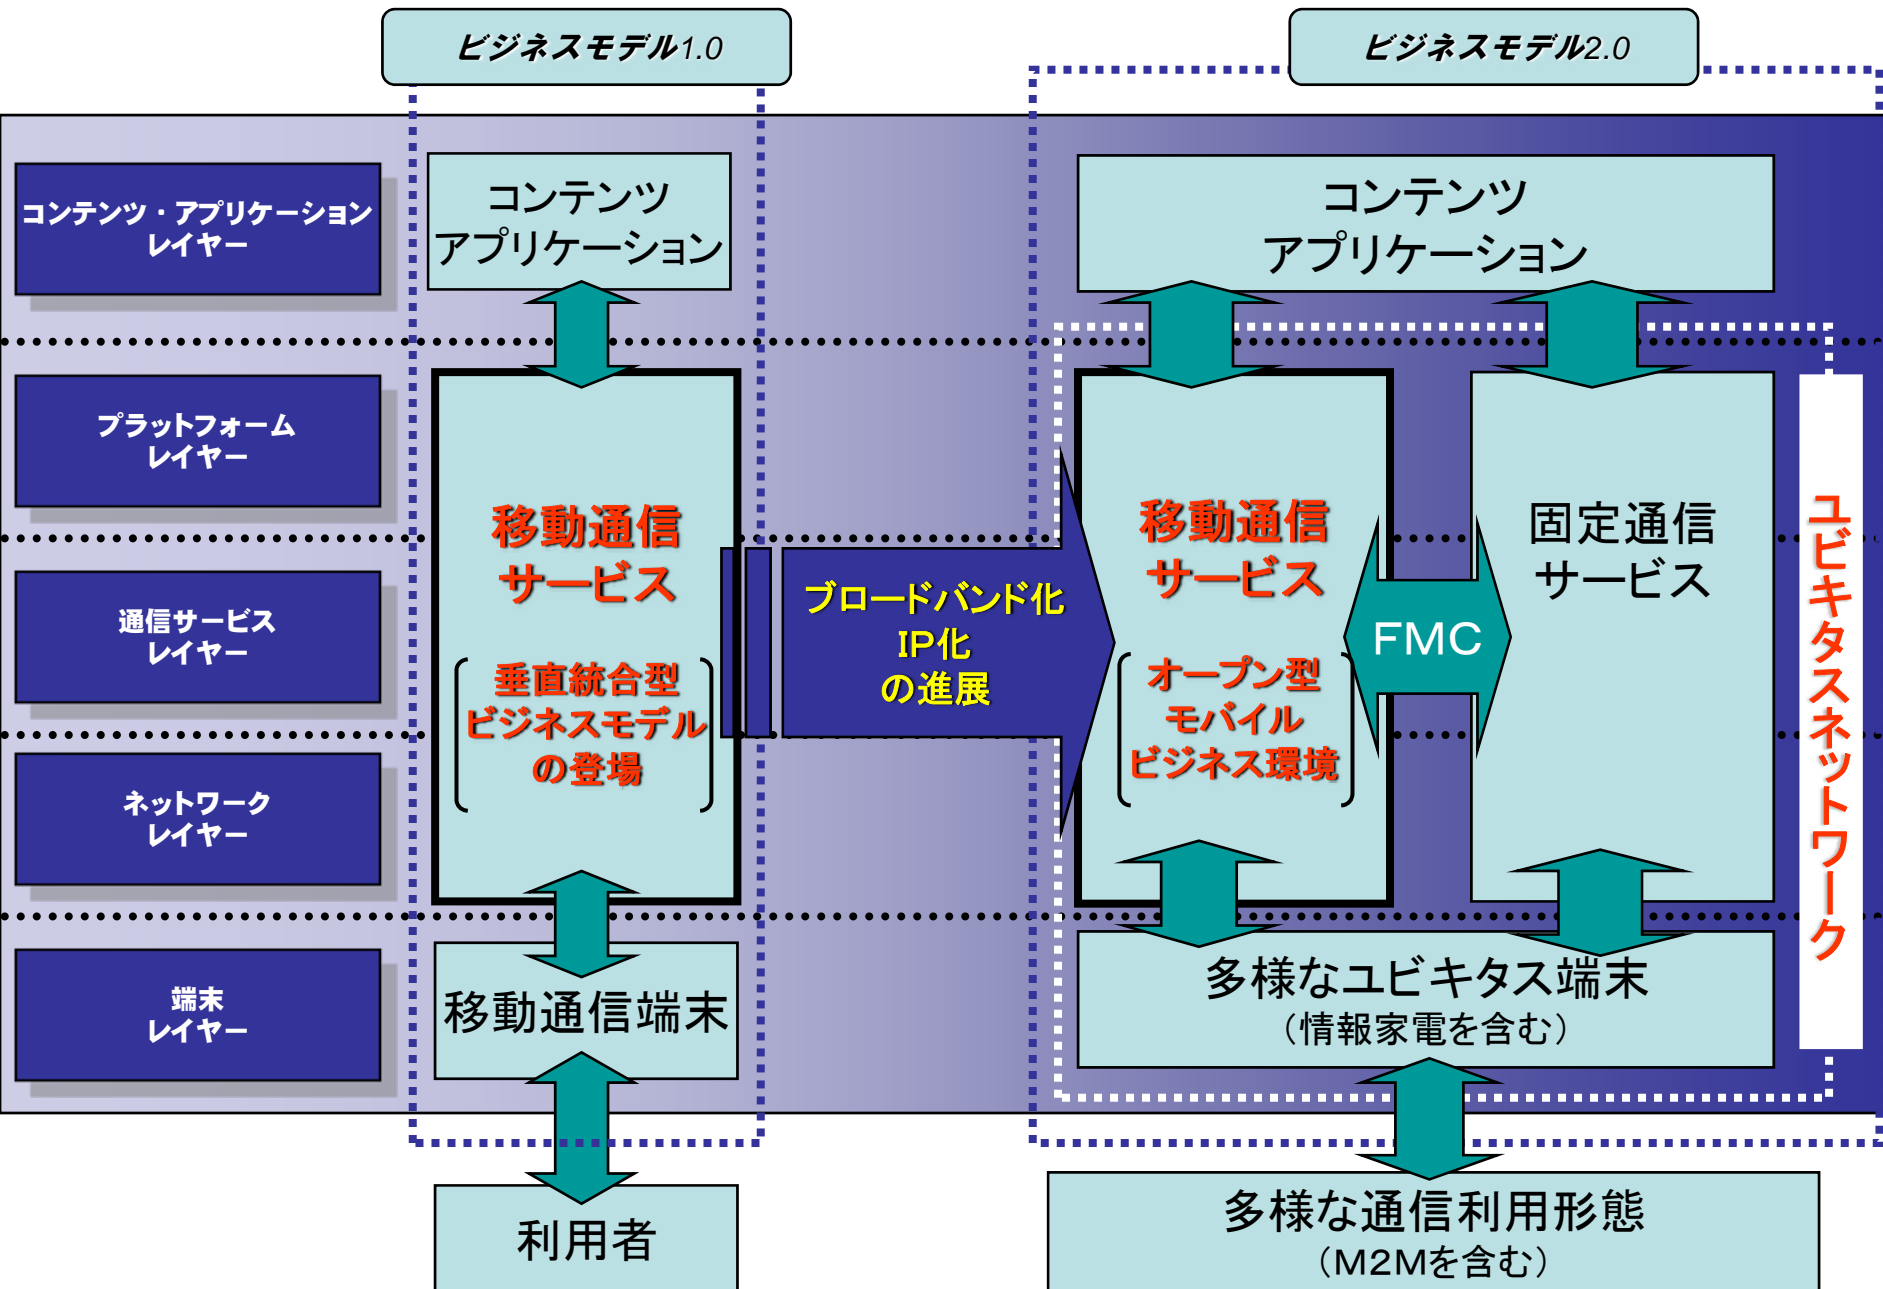 ビジネスモデル1.0
ビジネスモデル2.0
コンテンツ・アプリケーション
レイヤー
プラットフォーム
レイヤー
通信サービス
レイヤー
ネットワーク
レイヤー
端末
レイヤー
コンテンツ
アプリケーション
移動通信
サービス
垂直統合型
ビジネスモデル
の登場
移動通信端末
利用者
ブロードバンド化
IP化
の進展
コンテンツ
アプリケーション
移動通信
サービス
オープン型
モバイル
ビジネス環境
FMC
固定通信
サービス
多様なユビキタス端末
（情報家電を含む）
多様な通信利用形態
（M2Mを含む）
ユビキタスネットワーク